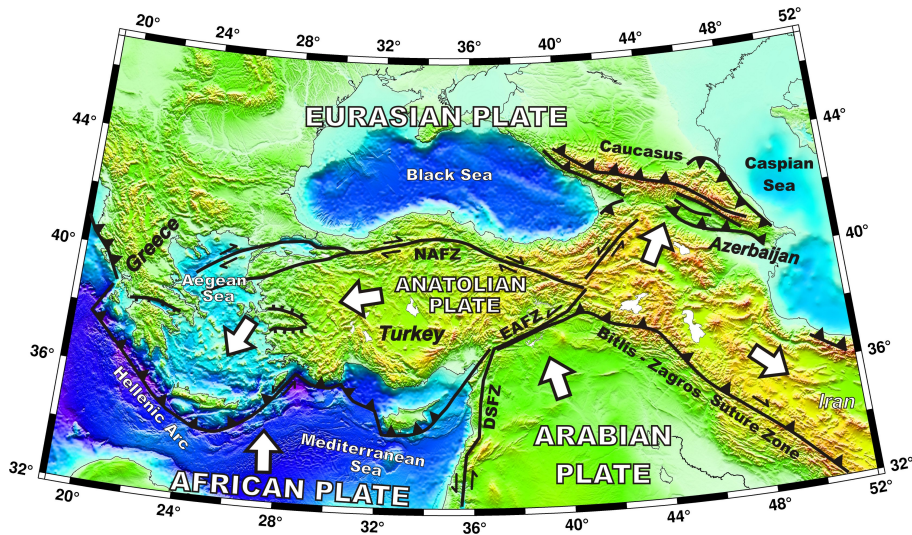 20° 24° 28° 32° 36° 40° 44° 48° 52°
44°
40°
36°
32°
44°
40°
36°
32°
EURASIAN PLATE
Black Sea
Caucasus
Caspian
Sea
Azerbaijan
Greece
Aegean
Sea
NAFZ
ANATOLIAN
PLATE
Turkey
EAFZ
Bitlis - Zagros Suture Zone
Iran
DSFZ
Hellenic Arc
Mediterranean
Sea
ARABIAN
PLATE
AFRICAN PLATE
20° 24° 28° 32° 36° 40° 44° 48° 52°